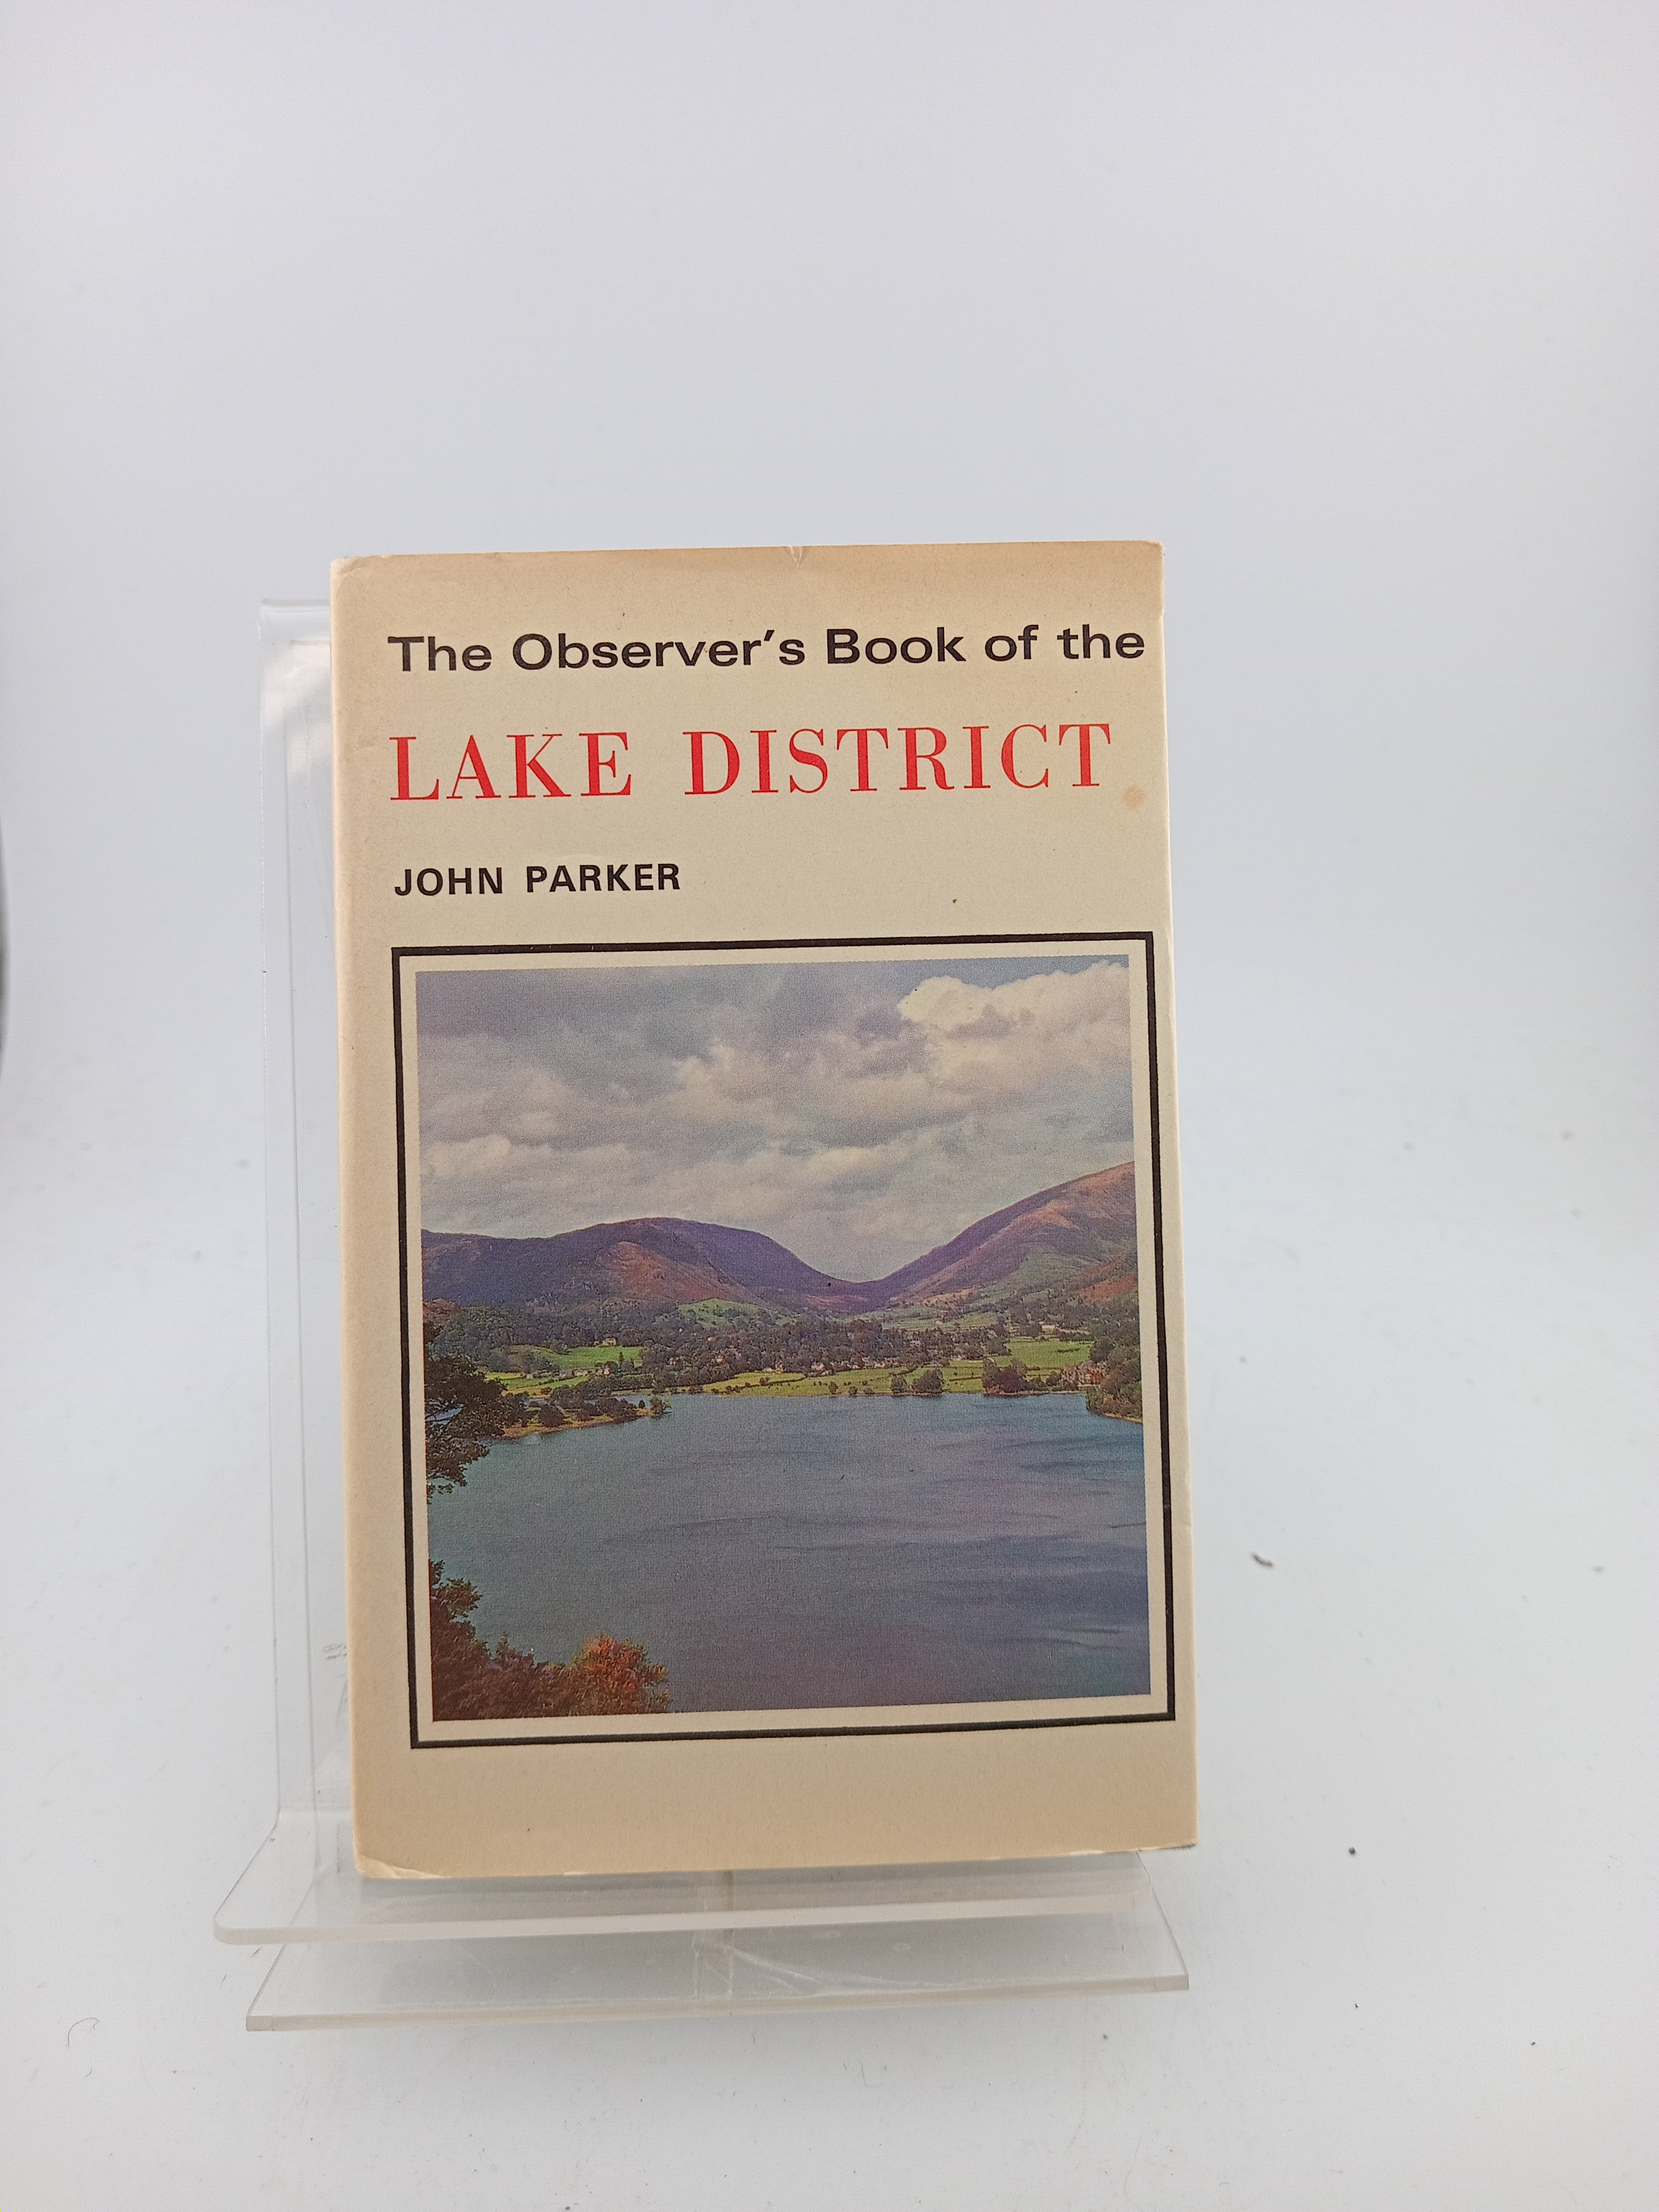 The Observer's Book of the
LAKE DISTRICT
JOHN PARKER